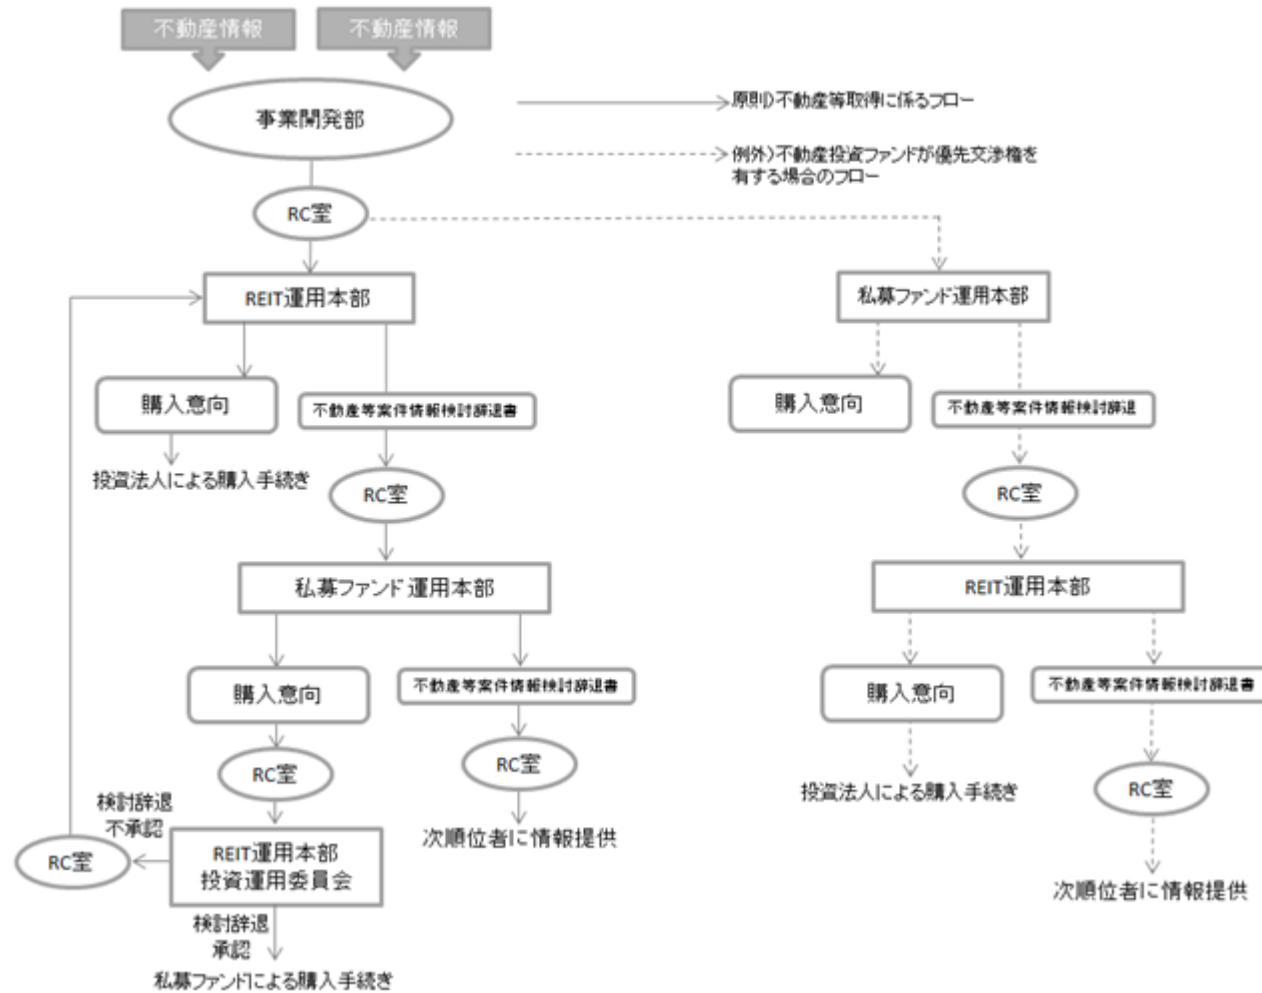 不動産情報
不動産情報
事業開発部
原則)不動産等取得に係るフロー
例外)不動産投資ファンドが優先交渉権を
有する場合のフロー
RC室
REIT運用本部
私募ファンド運用本部
購入意向
不動産等案件情報検討辞退書
購入意向
不動産等案件情報検討辞退
投資法人による購入手続き
RC室
RC室
私募ファンド運用本部
REIT運用本部
購入意向
不動産等案件情報検討辞退書
購入意向
不動産等案件情報検討辞退書
RC室
RC室
投資法人による購入手続き
RC室
検討辞退
不承認
次順位者に情報提供
RC室
REIT運用本部
投資運用委員会
次順位者に情報提供
検討辞退
承認
私募ファンドによる購入手続き